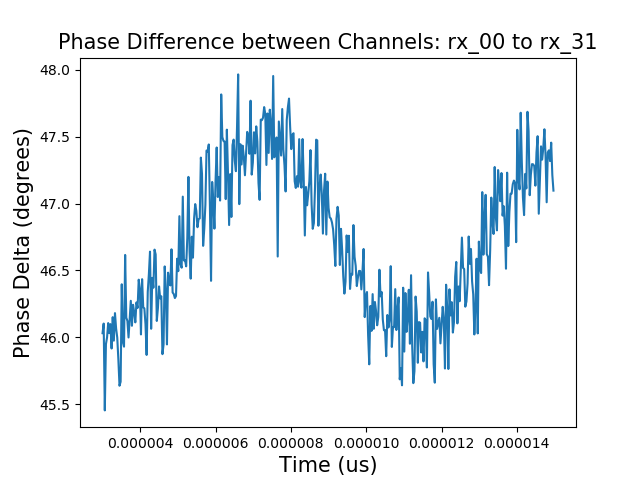 Phase Difference between Channels: rx_00 to rx_31
48.0
47.5
47.0
46.5
46.0
45.5
Phase Delta (degrees)
0.000004 0.000006 0.000008 0.000010 0.000012 0.000014
Time (us)